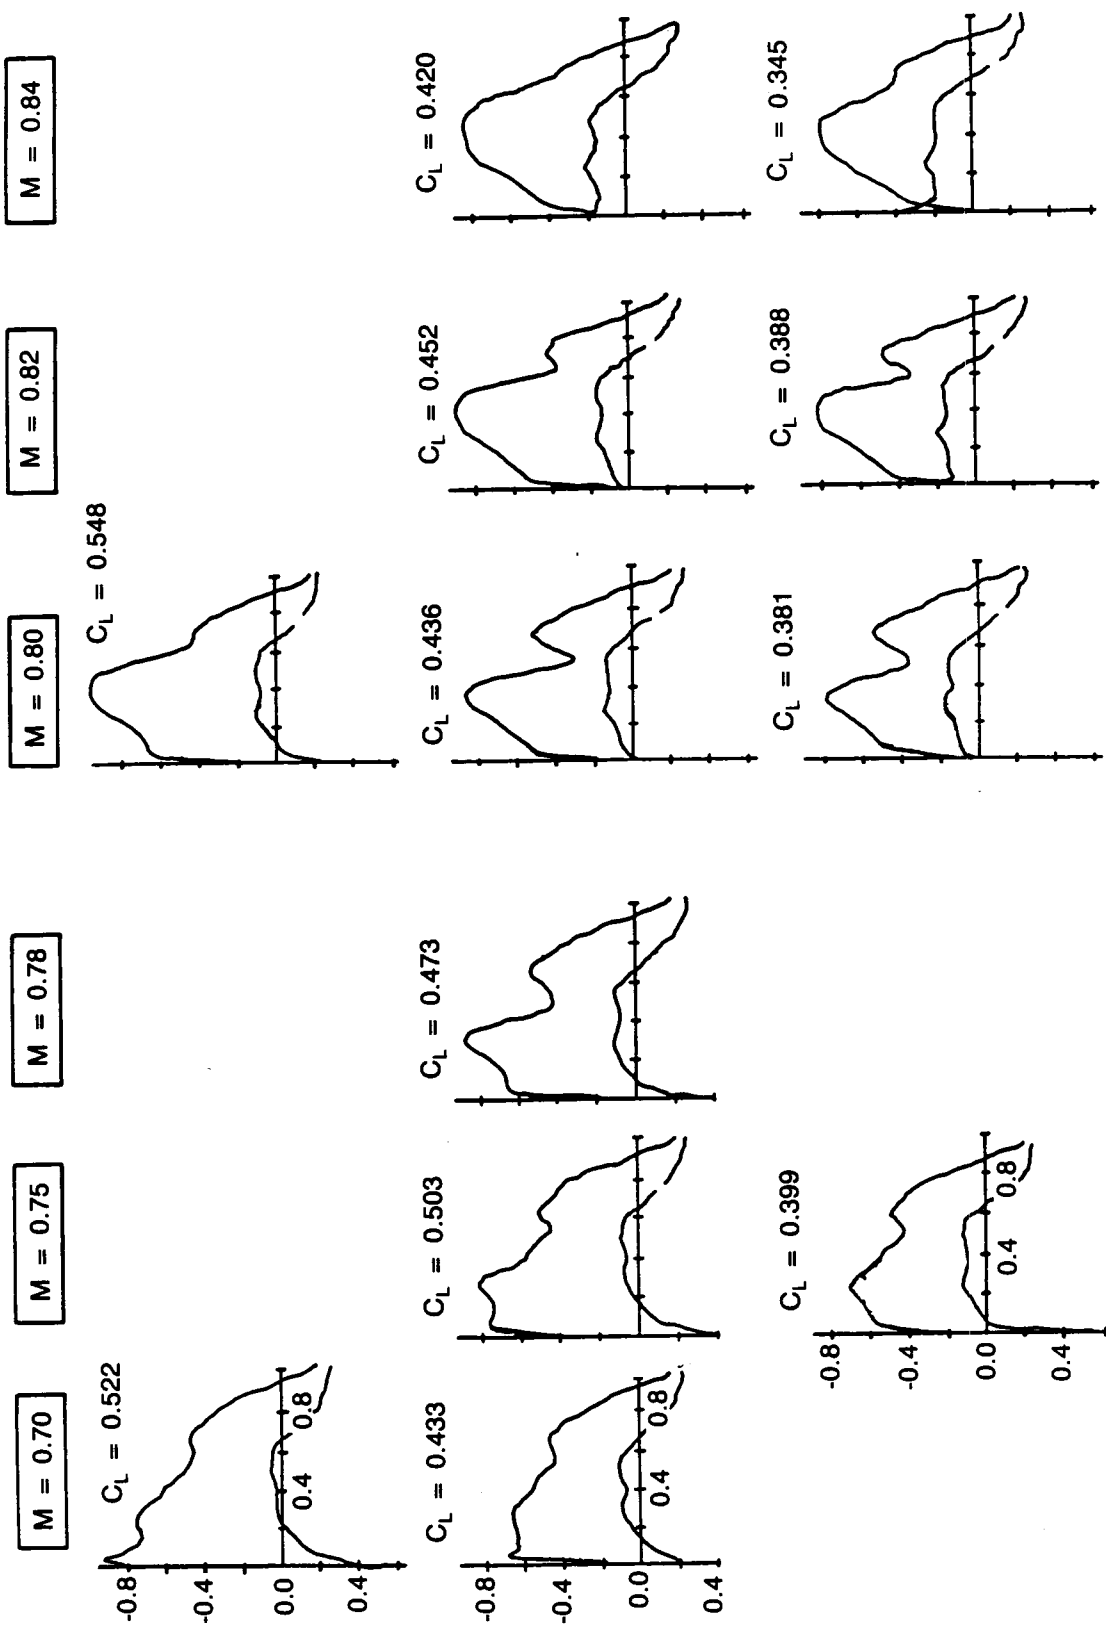 M = 0.70
M = 0.75
M = 0.78
M = 0.80
M = 0.82
M = 0.84
C_L = 0.522
-0.8
-0.4
0.0
0.4
0.8
C_L = 0.548
C_L = 0.433
-0.8
-0.4
0.0
0.4
0.4
0.8
C_L = 0.503
C_L = 0.473
C_L = 0.436
C_L = 0.452
C_L = 0.420
C_L = 0.399
-0.8
-0.4
0.0
0.4
0.4
0.8
C_L = 0.381
C_L = 0.388
C_L = 0.345